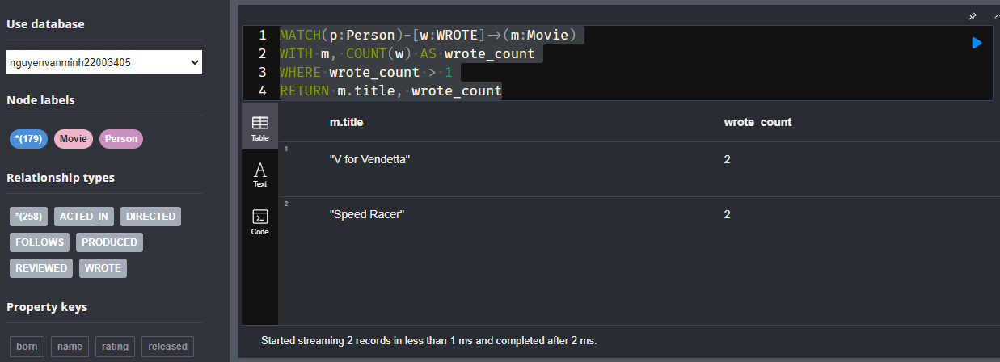 Use database
nguyenvanminh22003405
Node labels
*(179) Movie Person
Relationship types
*(258) ACTED_IN DIRECTED
FOLLOWS PRODUCED
REVIEWED WROTE
Property keys
born name rating released
1 MATCH(p:Person)-[w:WROTE]→(m:Movie)
2 WITH m, COUNT(w) AS wrote_count
3 WHERE wrote_count > 1
4 RETURN m.title, wrote_count
Table
Text
Code
m.title wrote_count
1 "V for Vendetta" 2
2 "Speed Racer" 2
Started streaming 2 records in less than 1 ms and completed after 2 ms.